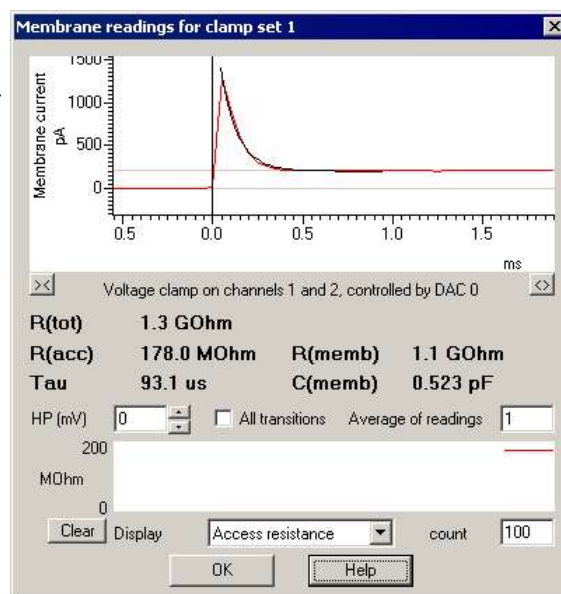 Membrane readings for clamp set 1
Membrane current
pA
1500
1000
500
0
0.5 0.0 0.5 1.0 1.5
ms
>< Voltage clamp on channels 1 and 2, controlled by DAC 0 <>
R(tot) 1.3 GOhm
R(acc) 178.0 MOhm R(memb) 1.1 GOhm
Tau 93.1 us C(memb) 0.523 pF
HP (mV) 0 All transitions Average of readings 1
200
MOhm
0
Clear Display Access resistance count 100
OK Help